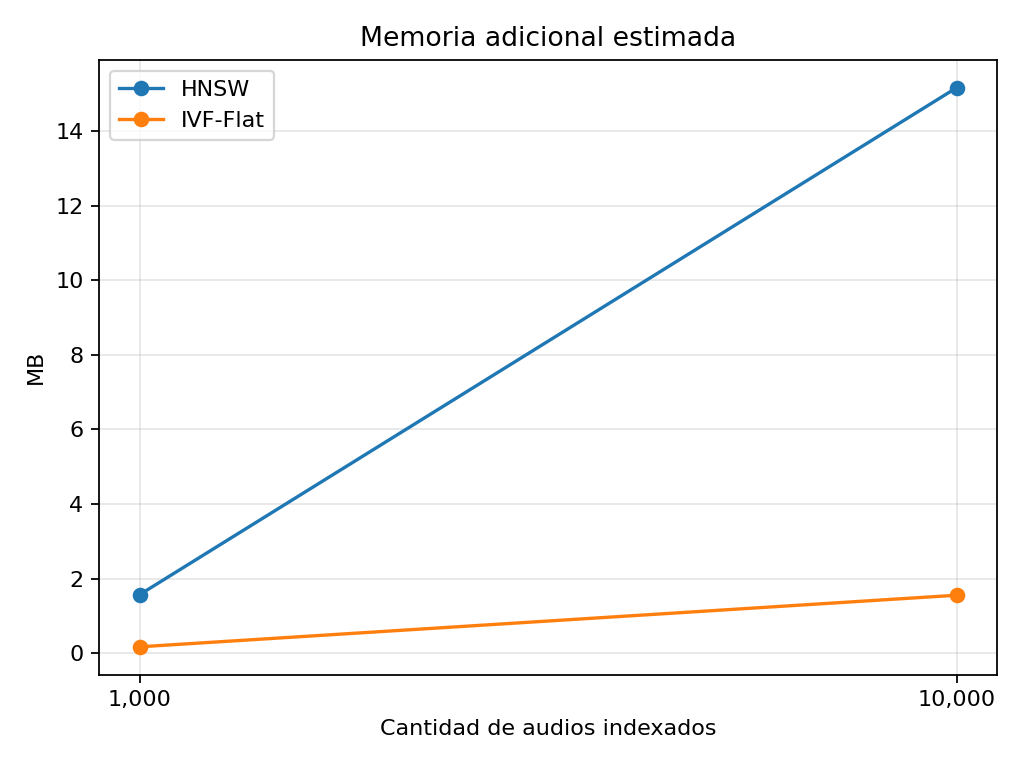 Memoria adicional estimada
HNSW
IVF-Flat
14
12
10
8
6
4
2
0
MB
1,000
10,000
Cantidad de audios indexados